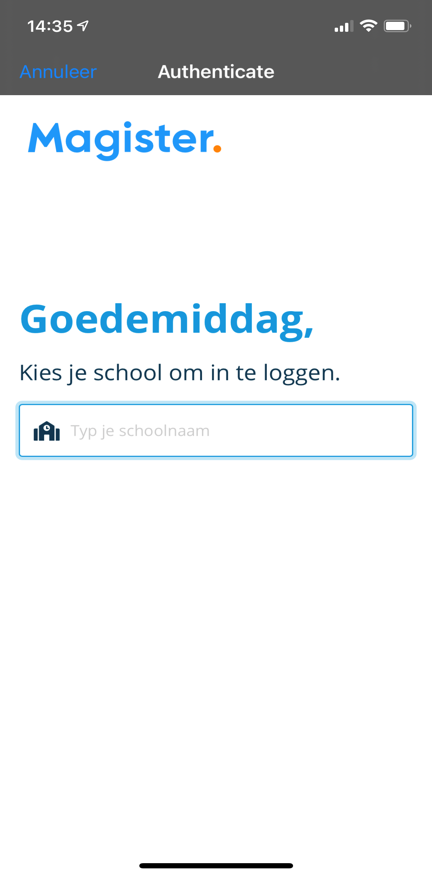 14:35
Annuleer Authenticate
Magister.
Goedemiddag,
Kies je school om in te loggen.
Typ je schoolnaam